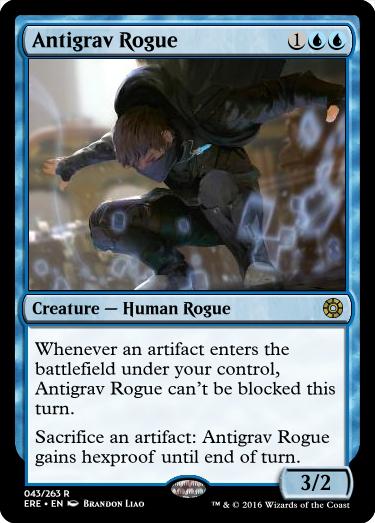 Antigrav Rogue 1
Creature — Human Rogue
Whenever an artifact enters the
battlefield under your control,
Antigrav Rogue can't be blocked this
turn.
Sacrifice an artifact: Antigrav Rogue
gains hexproof until end of turn.
3/2
043/263 R
ERE • EN Brandon Liao
™ & © 2016 Wizards of the Coast